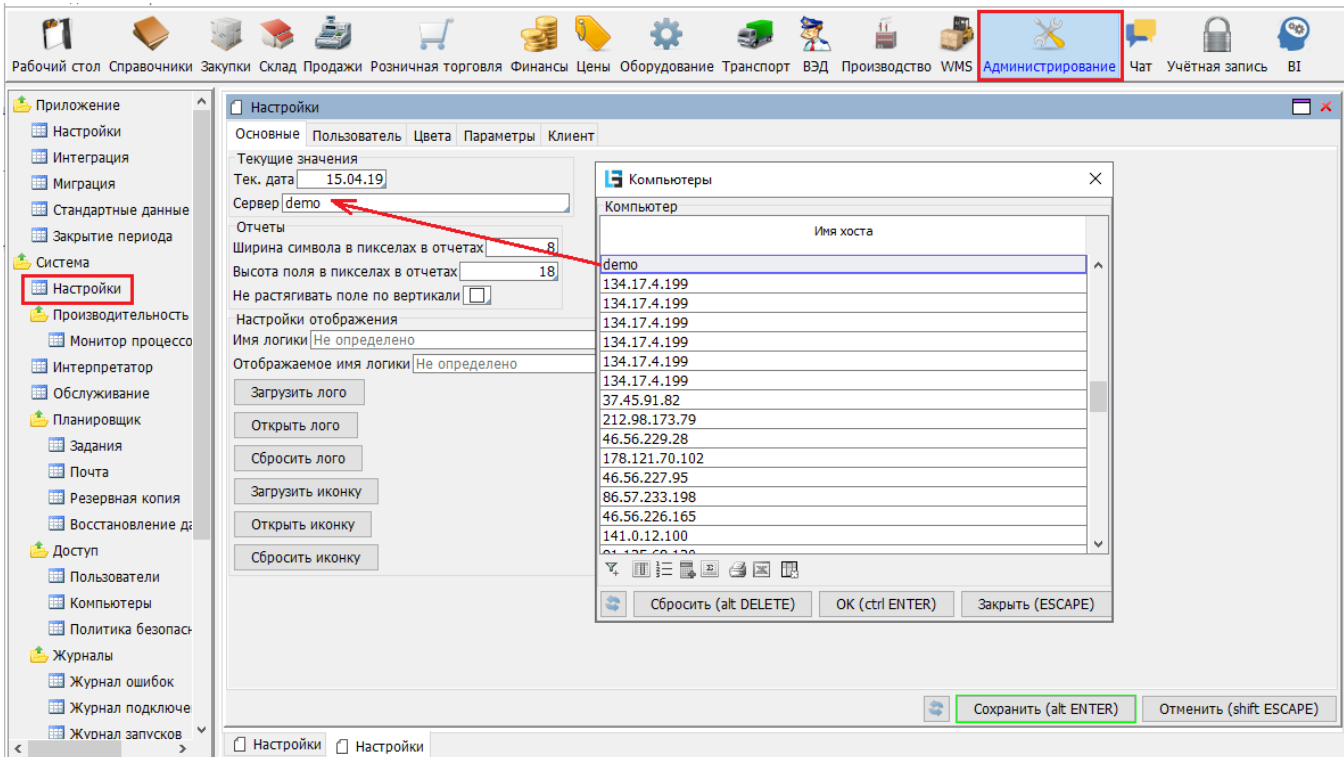 Рабочий стол Справочники Закупки Склад Продажи Розничная торговля Финансы Цены Оборудование Транспорт ВЭД Производство WMS Администрирование Чат Учётная запись BI
Приложение
Настройки
Интеграция
Миграция
Стандартные данные
Закрытие периода
Система
Настройки
Производительность
Монитор процессо
Интерпретатор
Обслуживание
Планировщик
Задания
Почта
Резервная копия
Восстановление да
Доступ
Пользователи
Компьютеры
Политика безопасн
Журналы
Журнал ошибок
Журнал подключе
Журнал запусков
Настройки
Основные Пользователь Цвета Параметры Клиент
Текущие значения
Тек. дата 15.04.19
Сервер demo
Отчеты
Ширина символа в пикселах в отчетах 8
Высота поля в пикселах в отчетах 18
Не растягивать поле по вертикали
Настройки отображения
Имя логики Не определено
Отображаемое имя логики Не определено
Загрузить лого
Открыть лого
Сбросить лого
Загрузить иконку
Открыть иконку
Сбросить иконку
Компьютеры
Компьютер
Имя хоста
demo
134.17.4.199
134.17.4.199
134.17.4.199
134.17.4.199
134.17.4.199
134.17.4.199
37.45.91.82
212.98.173.79
46.56.229.28
178.121.70.102
46.56.227.95
86.57.233.198
46.56.226.165
141.0.12.100
Сбросить (alt DELETE) OK (ctrl ENTER) Закрыть (ESCAPE)
Сохранить (alt ENTER) Отменить (shift ESCAPE)
Настройки Настройки